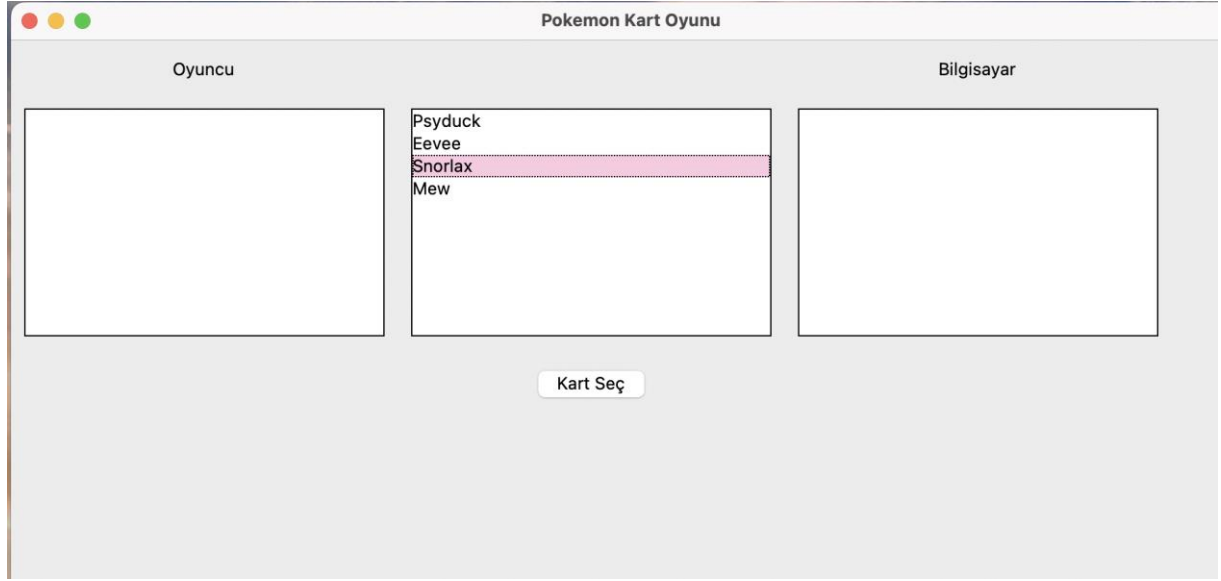 Pokemon Kart Oyunu
Oyuncu
Bilgisayar
Psyduck
Eevee
Snorlax
Mew
Kart Seç